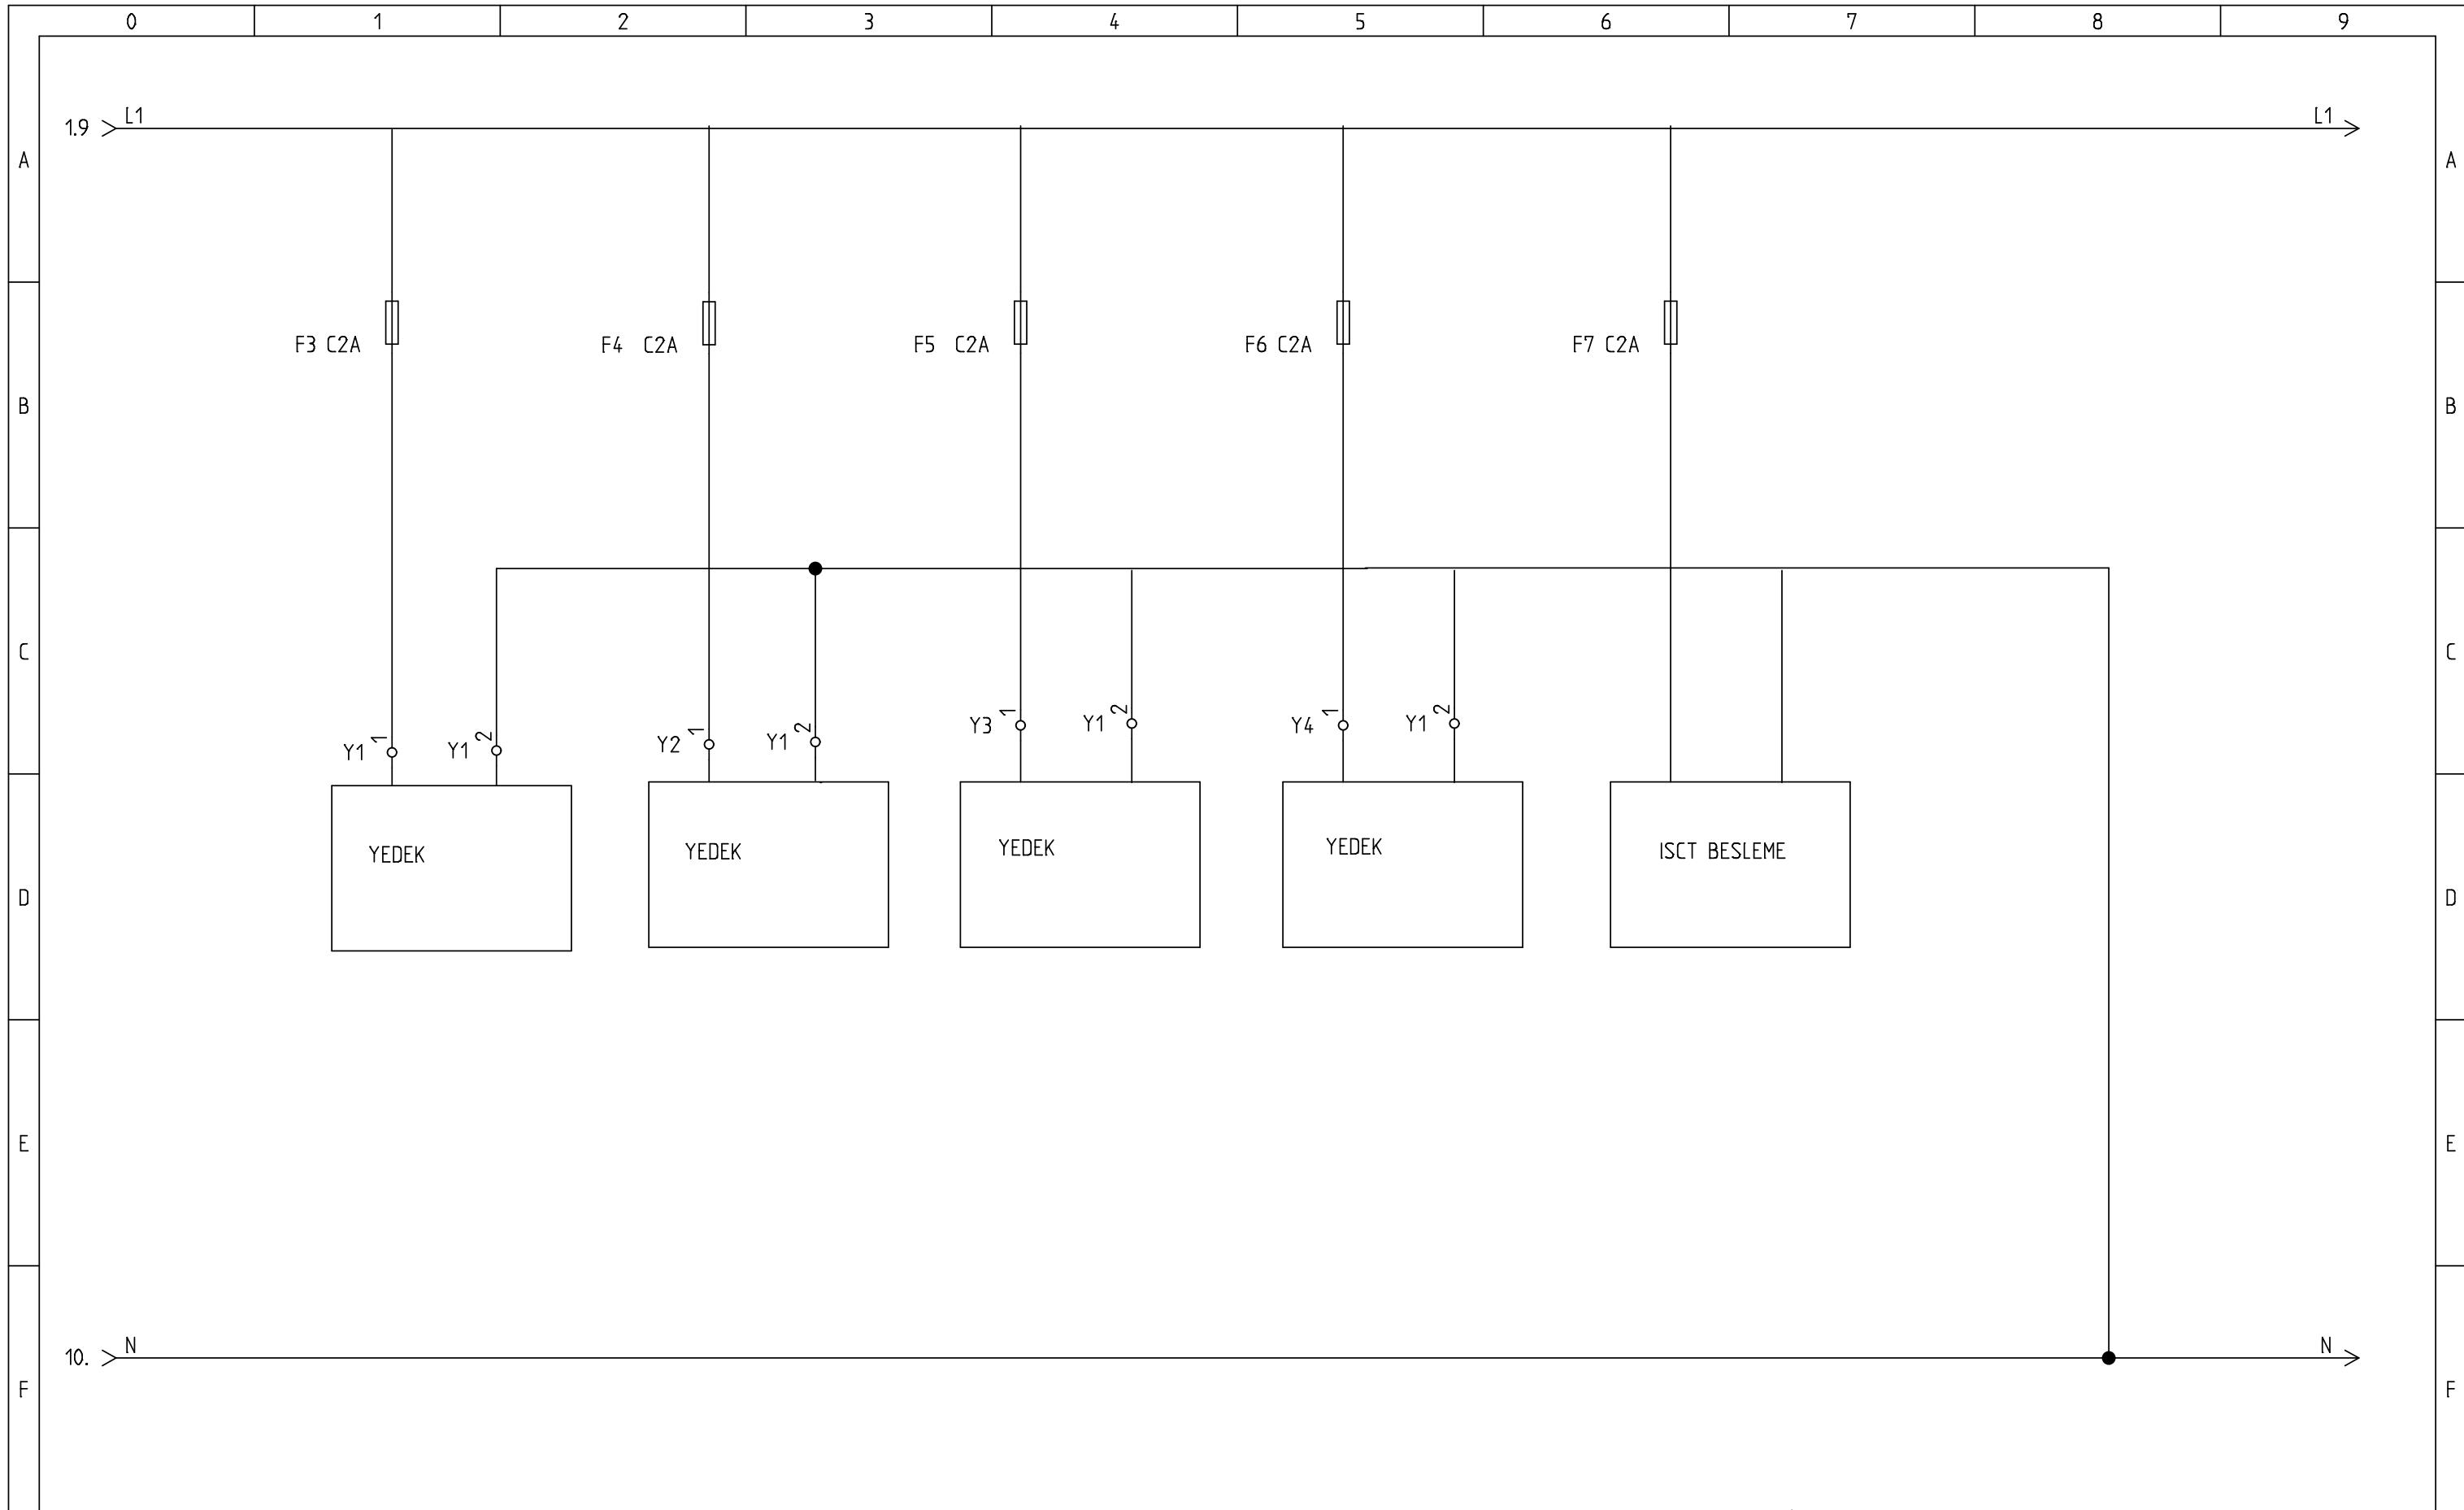 0 1 2 3 4 5 6 7 8 9
1.9 L1 L1
A A
F3 C2A F4 C2A F5 C2A F6 C2A F7 C2A
B B
C C
Y1 1 Y1 2 Y2 1 Y1 2 Y3 1 Y1 2 Y4 1 Y1 2
YEDEK YEDEK YEDEK YEDEK ISCT BESLEME
D D
E E
10. N N
F F